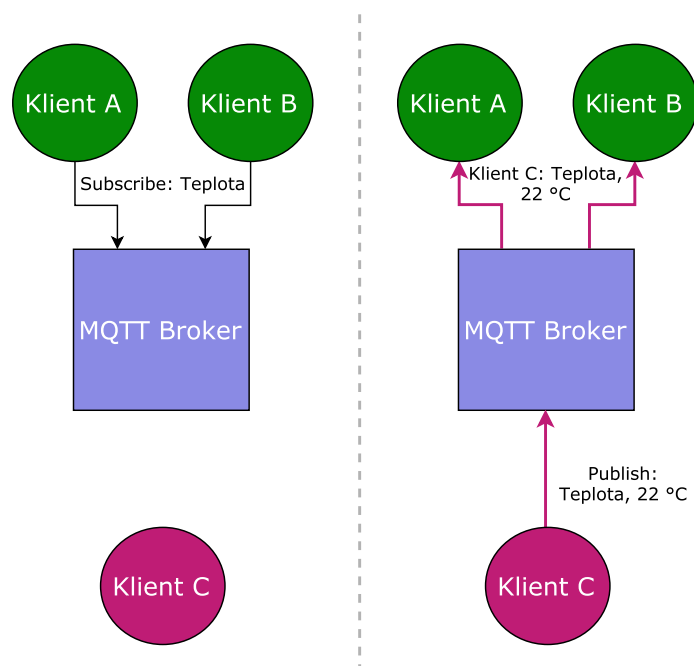 Klient A
Klient B
Subscribe: Teplota
MQTT Broker
Klient C
Klient A
Klient B
Klient C: Teplota,
22 °C
MQTT Broker
Publish:
Teplota, 22 °C
Klient C